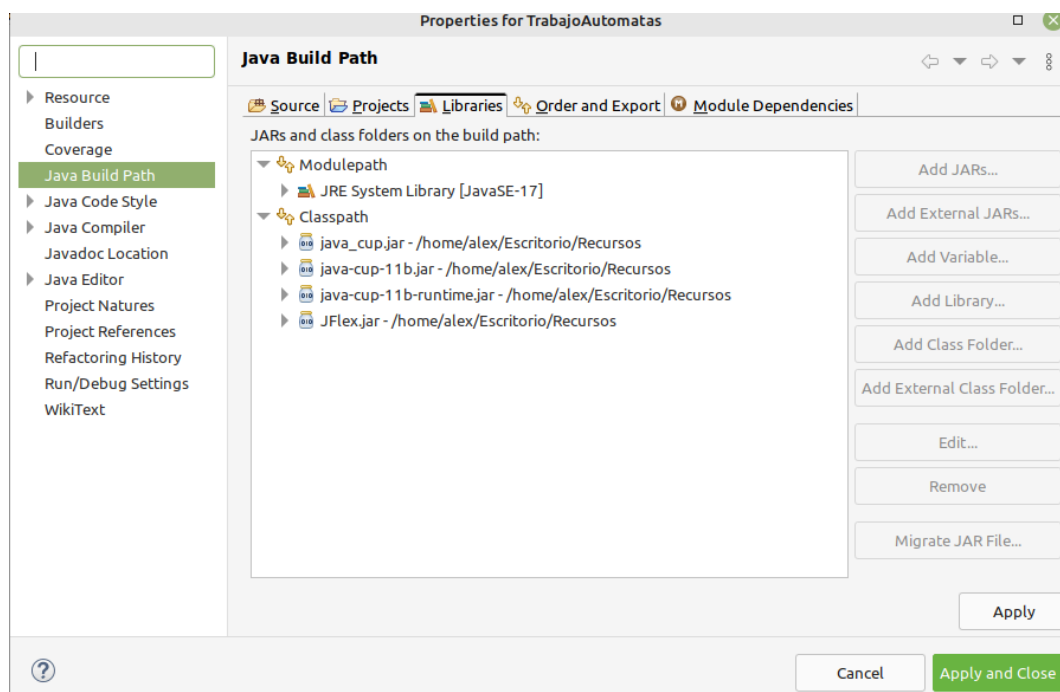 Properties for TrabajoAutomatas
Java Build Path
Resource
Builders
Coverage
Java Build Path
Java Code Style
Java Compiler
Javadoc Location
Java Editor
Project Natures
Project References
Refactoring History
Run/Debug Settings
WikiText
Source Projects Libraries Order and Export Module Dependencies
JARs and class folders on the build path:
Modulepath
JRE System Library [JavaSE-17]
Classpath
java_cup.jar - /home/alex/Escritorio/Recursos
java-cup-11b.jar - /home/alex/Escritorio/Recursos
java-cup-11b-runtime.jar - /home/alex/Escritorio/Recursos
JFlex.jar - /home/alex/Escritorio/Recursos
Add JARs...
Add External JARs...
Add Variable...
Add Library...
Add Class Folder...
Add External Class Folder...
Edit...
Remove
Migrate JAR File...
Apply
Cancel
Apply and Close